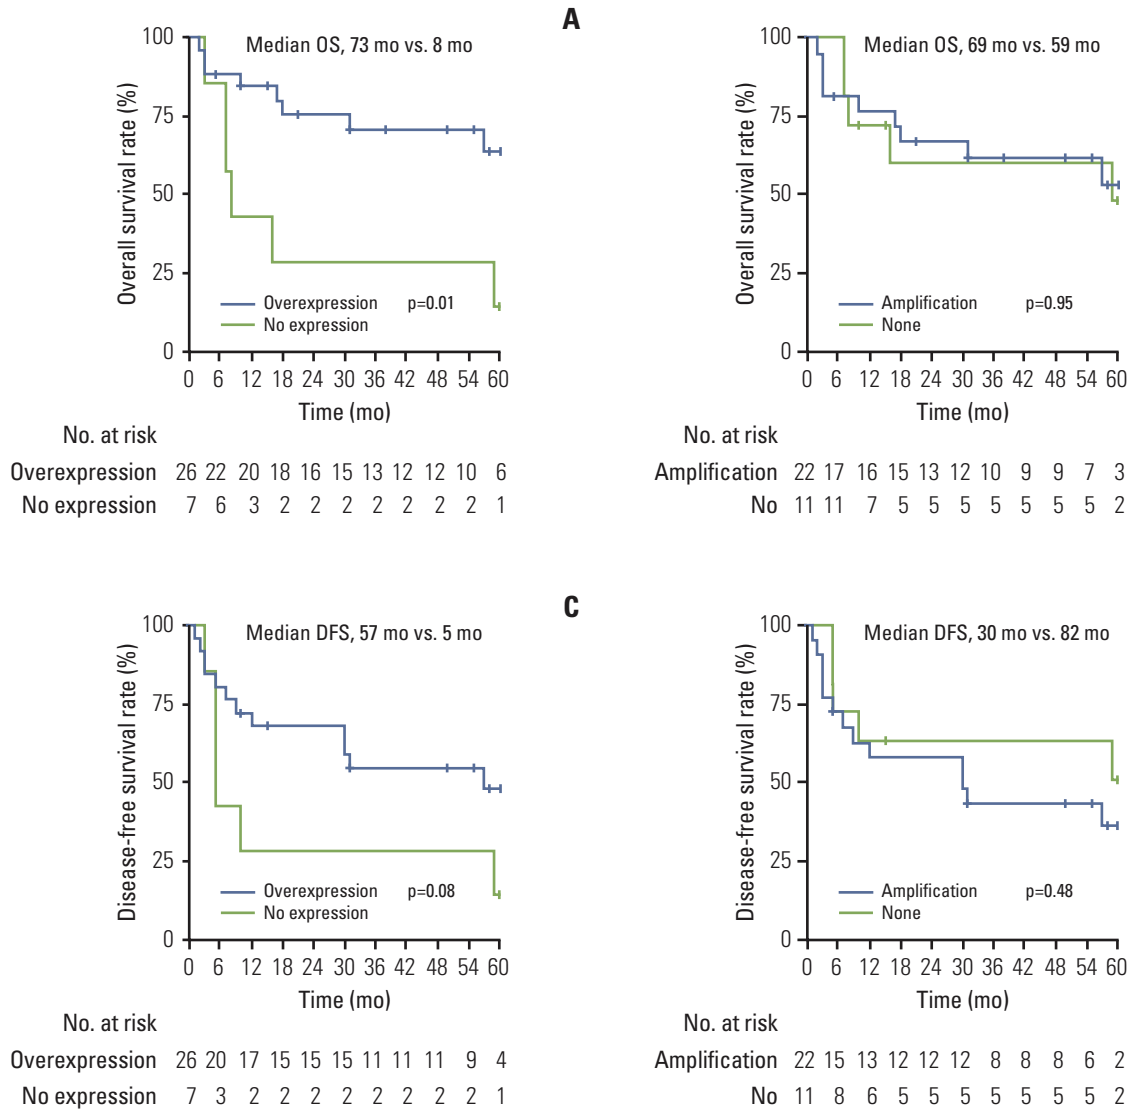 A
Median OS, 73 mo vs. 8 mo
Overall survival rate (%)
100
75
50
25
0
Overexpression p=0.01
No expression
0 6 12 18 24 30 36 42 48 54 60
Time (mo)
No. at risk
Overexpression 26 22 20 18 16 15 13 12 12 10 6
No expression 7 6 3 2 2 2 2 2 2 2 1
Median OS, 69 mo vs. 59 mo
Overall survival rate (%)
100
75
50
25
0
Amplification p=0.95
None
0 6 12 18 24 30 36 42 48 54 60
Time (mo)
No. at risk
Amplification 22 17 16 15 13 12 10 9 9 7 3
No 11 11 7 5 5 5 5 5 5 5 2
C
Median DFS, 57 mo vs. 5 mo
Disease-free survival rate (%)
100
75
50
25
0
Overexpression p=0.08
No expression
0 6 12 18 24 30 36 42 48 54 60
Time (mo)
No. at risk
Overexpression 26 20 17 15 15 15 11 11 11 9 4
No expression 7 3 2 2 2 2 2 2 2 2 1
Median DFS, 30 mo vs. 82 mo
Disease-free survival rate (%)
100
75
50
25
0
Amplification p=0.48
None
0 6 12 18 24 30 36 42 48 54 60
Time (mo)
No. at risk
Amplification 22 15 13 12 12 12 8 8 8 6 2
No 11 8 6 5 5 5 5 5 5 5 2